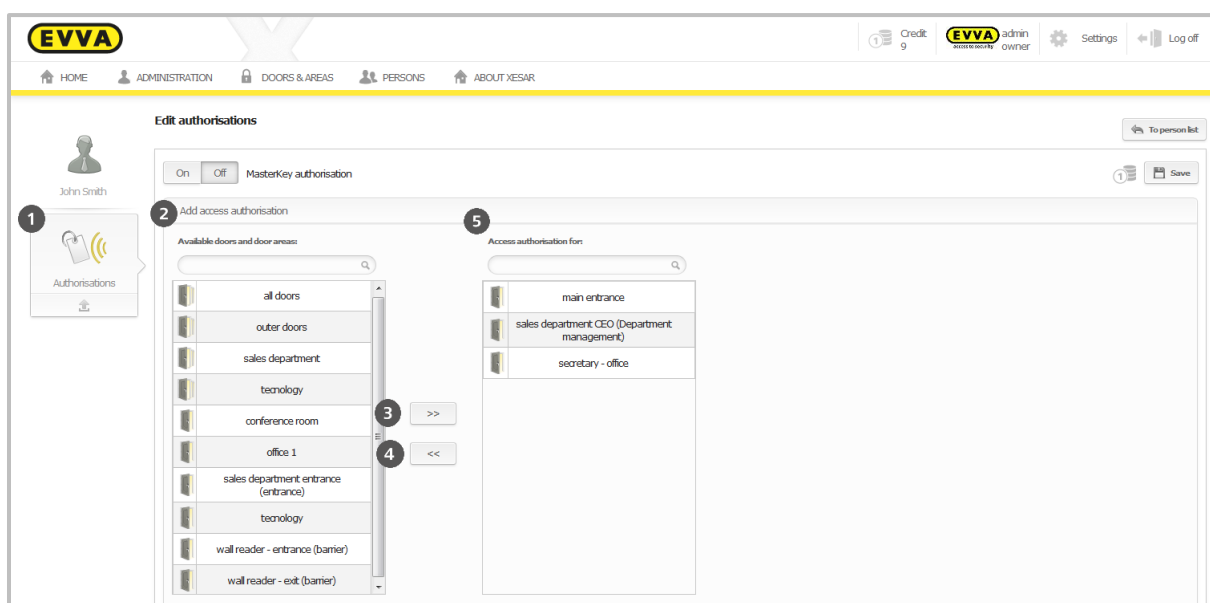 EVVA
Credit
9
EVVA
access to security
admin
owner
Settings
Log off
HOME
ADMINISTRATION
DOORS & AREAS
PERSONS
ABOUT XESAR
Edit authorisations
To person list
John Smith
On Off MasterKey authorisation
1
Save
1
2
Add access authorisation
5
Available doors and door areas:
Access authorisation for:
Authorisations
all doors
outer doors
sales department
tecnology
conference room
office 1
sales department entrance
(entrance)
tecnology
wall reader - entrance (barrier)
wall reader - exit (barrier)
3
>>
4
<<
main entrance
sales department CEO (Department
management)
secretary - office